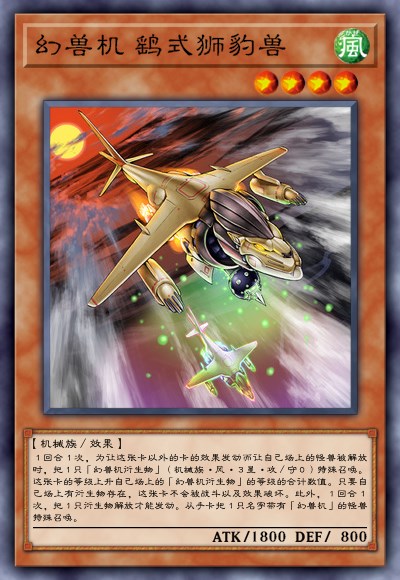 幻兽机 鹞式狮豹兽
風
【机械族／效果】
1回合1次，为让这张卡以外的卡的效果发动而让自己场上的怪兽被解放
时，把1只「幻兽机衍生物」（机械族·风·3星·攻／守0）特殊召唤。
这张卡的等级上升自己场上的「幻兽机衍生物」的等级的合计数值。只要自
己场上有衍生物存在，这张卡不会被战斗以及效果破坏。此外，1回合1
次，把1只衍生物解放才能发动。从手卡把1只名字带有「幻兽机」的怪兽
特殊召唤。
ATK/1800 DEF/ 800